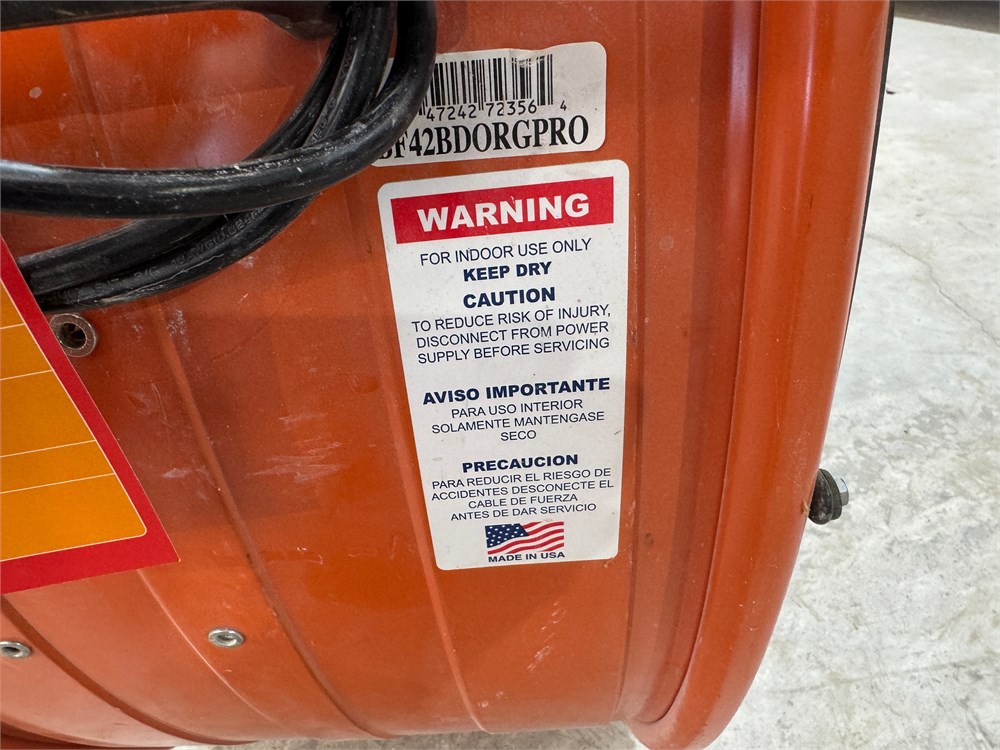 47242 72356 4
F42BDORGPRO
WARNING
FOR INDOOR USE ONLY
KEEP DRY
CAUTION
TO REDUCE RISK OF INJURY,
DISCONNECT FROM POWER
SUPPLY BEFORE SERVICING
AVISO IMPORTANTE
PARA USO INTERIOR
SOLAMENTE MANTENGASE
SECO
PRECAUCION
PARA REDUCIR EL RIESGO DE
ACCIDENTES DESCONECTE EL
CABLE DE FUERZA
ANTES DE DAR SERVICIO
MADE IN USA